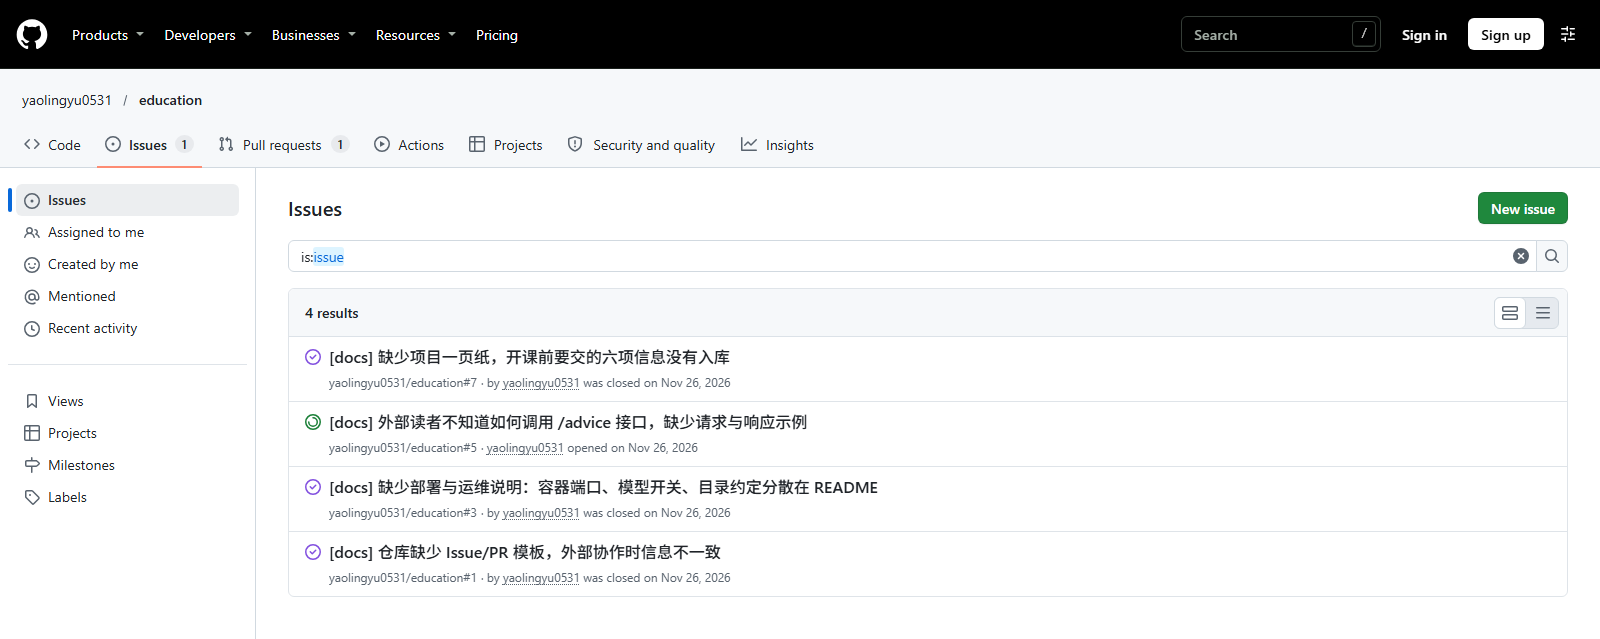 Products Developers Businesses Resources Pricing Search / Sign in Sign up
yaolingyu0531 / education
Code Issues 1 Pull requests 1 Actions Projects Security and quality Insights
Issues
Assigned to me
Created by me
Mentioned
Recent activity
Views
Projects
Milestones
Labels
Issues New issue
is:issue
4 results
[docs] 缺少项目一页纸，开课前要交的六项信息没有入库
yaolingyu0531/education#7 · by yaolingyu0531 was closed on Nov 26, 2026
[docs] 外部读者不知道如何调用 /advice 接口，缺少请求与响应示例
yaolingyu0531/education#5 · yaolingyu0531 opened on Nov 26, 2026
[docs] 缺少部署与运维说明：容器端口、模型开关、目录约定分散在 README
yaolingyu0531/education#3 · by yaolingyu0531 was closed on Nov 26, 2026
[docs] 仓库缺少 Issue/PR 模板，外部协作时信息不一致
yaolingyu0531/education#1 · by yaolingyu0531 was closed on Nov 26, 2026